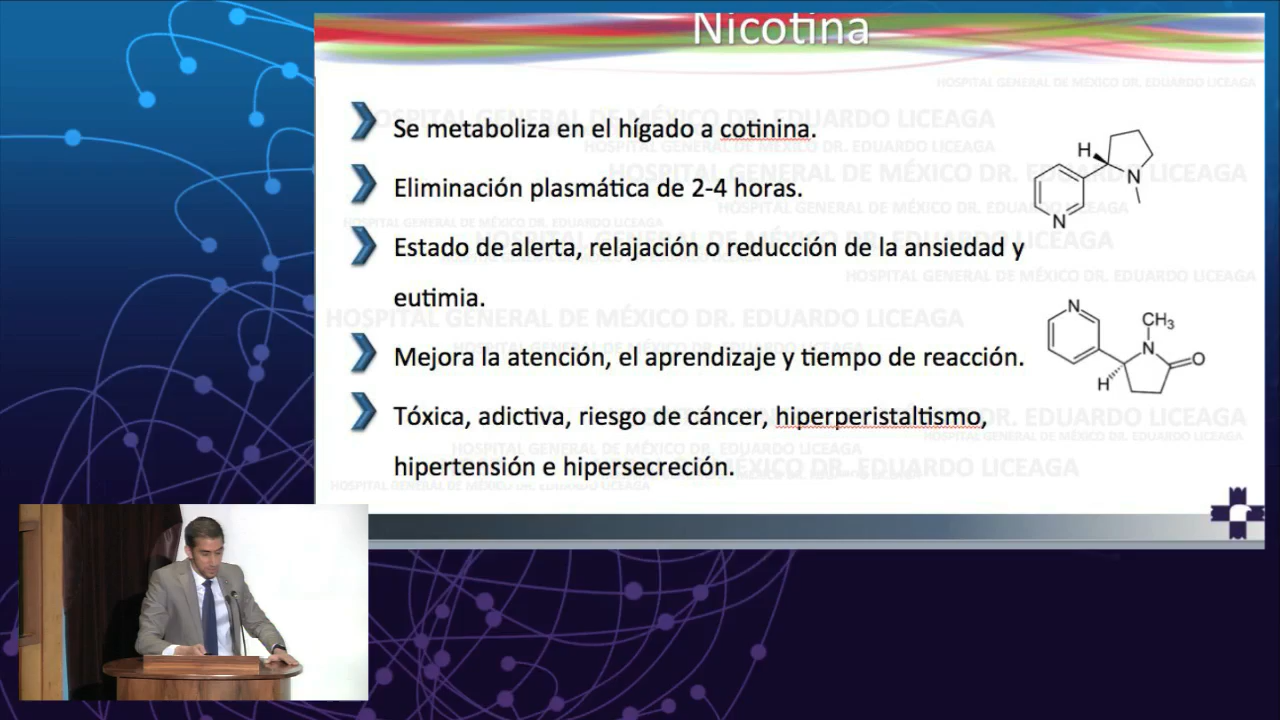 Nicotina
HOSPITAL GENERAL DE MÉXICO DR. EDUARDO LICEAGA
Se metaboliza en el hígado a cotinina.
Eliminación plasmática de 2-4 horas.
Estado de alerta, relajación o reducción de la ansiedad y
eutimia.
Mejora la atención, el aprendizaje y tiempo de reacción.
Tóxica, adictiva, riesgo de cáncer, hiperperistaltismo,
hipertensión e hipersecreción.
H
N
N
N
CH3
N
O
H